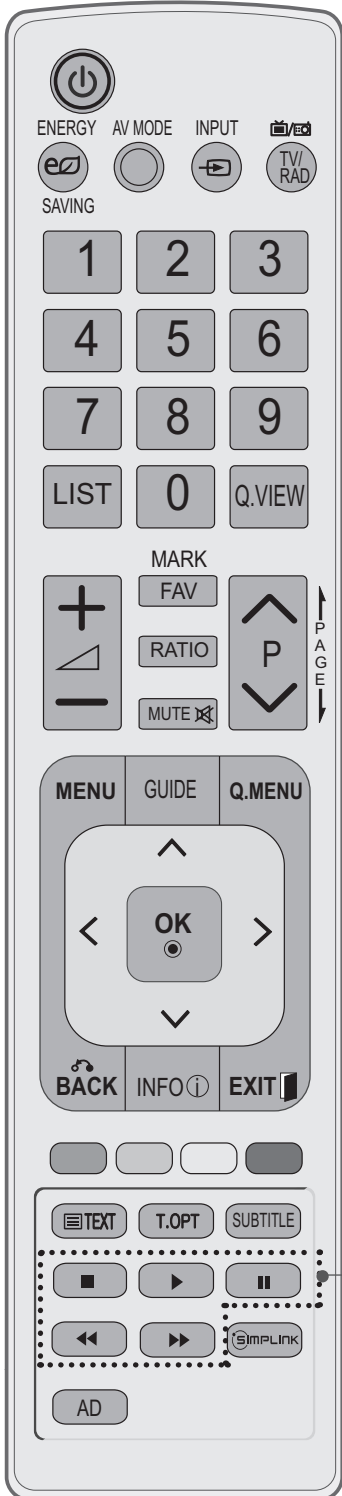 ENERGY AV MODE INPUT
TV/
RAD
SAVING
1 2 3
4 5 6
7 8 9
LIST 0 Q.VIEW
MARK
FAV
P
RATIO
PAGE
MUTE
MENU GUIDE Q.MENU
OK
BACK INFO i EXIT
TEXT T.OPT SUBTITLE
SIMPLINK
AD